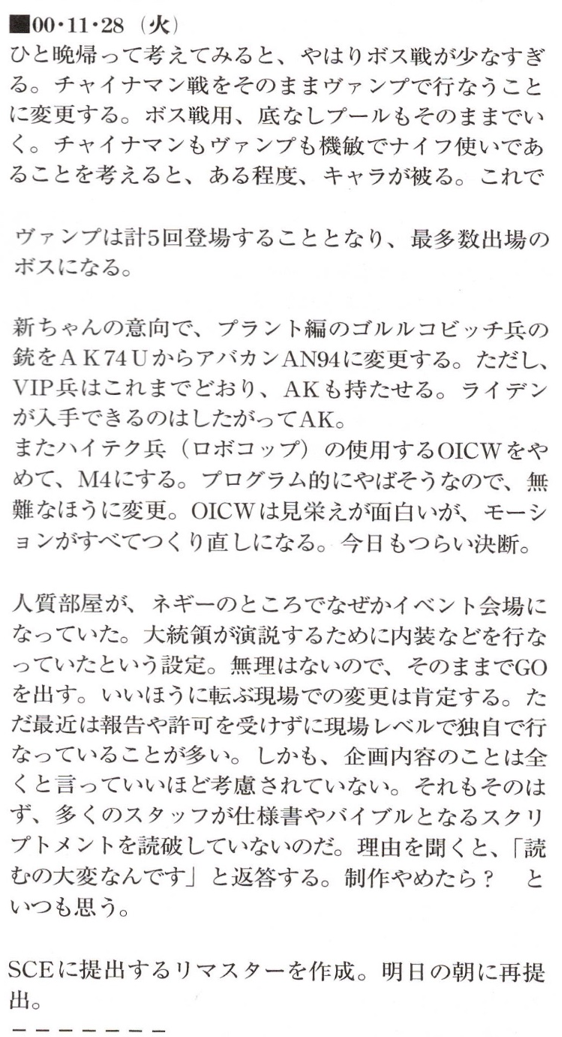 ■00・11・28（火）
ひと晩帰って考えてみると、やはりボス戦が少なすぎ
る。チャイナマン戦をそのままヴァンプで行なうこと
に変更する。ボス戦用、底なしプールもそのままでい
く。チャイナマンもヴァンプも機敏でナイフ使いであ
ることを考えると、ある程度、キャラが被る。これで
ヴァンプは計5回登場することとなり、最多数出場の
ボスになる。
新ちゃんの意向で、プラント編のゴルルコビッチ兵の
銃をＡＫ74ＵからアバカンAN94に変更する。ただし、
VIP兵はこれまでどおり、AKも持たせる。ライデン
が入手できるのはしたがってAK。
またハイテク兵（ロボコップ）の使用するOICWをや
めて、M4にする。プログラム的にやばそうなので、無
難なほうに変更。OICWは見栄えが面白いが、モーシ
ョンがすべてつくり直しになる。今日もつらい決断。
人質部屋が、ネギーのところでなぜかイベント会場に
なっていた。大統領が演説するために内装などを行な
っていたという設定。無理はないので、そのままでGO
を出す。いいほうに転ぶ現場での変更は肯定する。た
だ最近は報告や許可を受けずに現場レベルで独自で行
なっていることが多い。しかも、企画内容のことは全
くと言っていいほど考慮されていない。それもそのは
ず、多くのスタッフが仕様書やバイブルとなるスクリ
プトメントを読破していないのだ。理由を聞くと、「読
むの大変なんです」と返答する。制作やめたら？　と
いつも思う。
SCEに提出するリマスターを作成。明日の朝に再提
出。
－－－－－－－